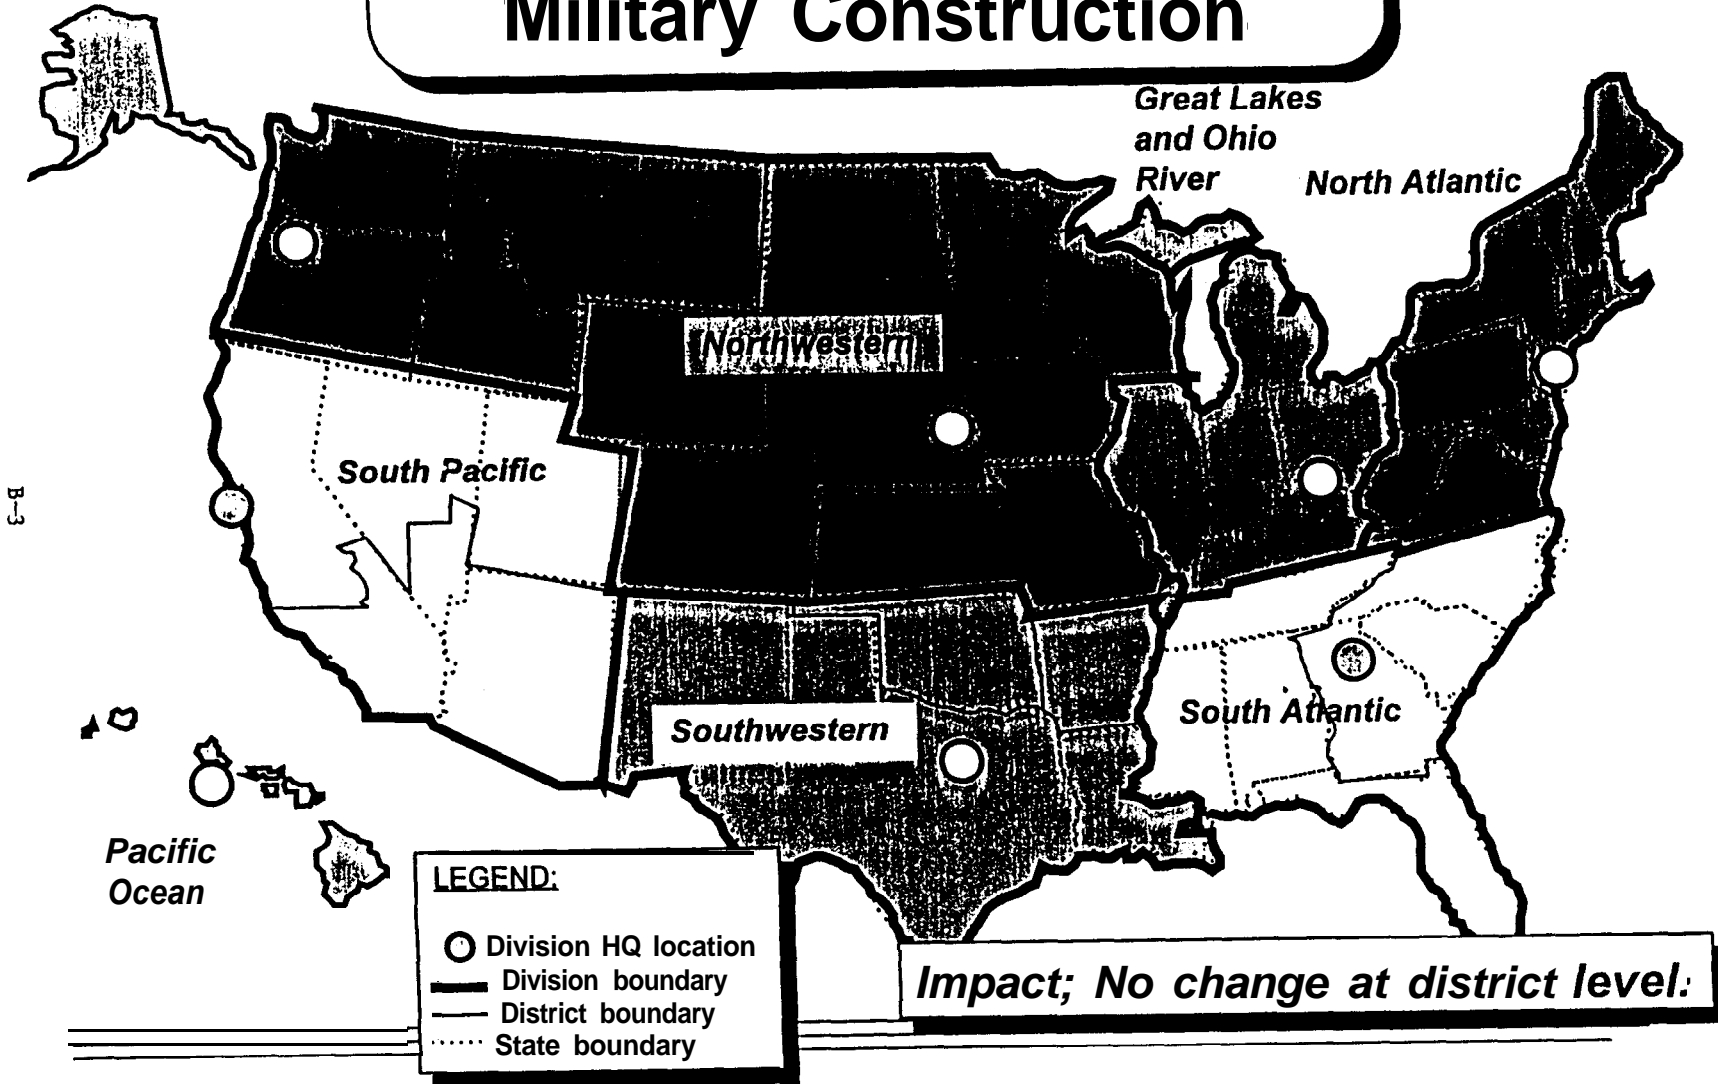 Military Construction
Great Lakes
and Ohio
River
North Atlantic
Northwestern
South Pacific
B-3
South Atlantic
Southwestern
Pacific
Ocean
LEGEND:
Division HQ location
Division boundary
District boundary
State boundary
Impact; No change at district level.